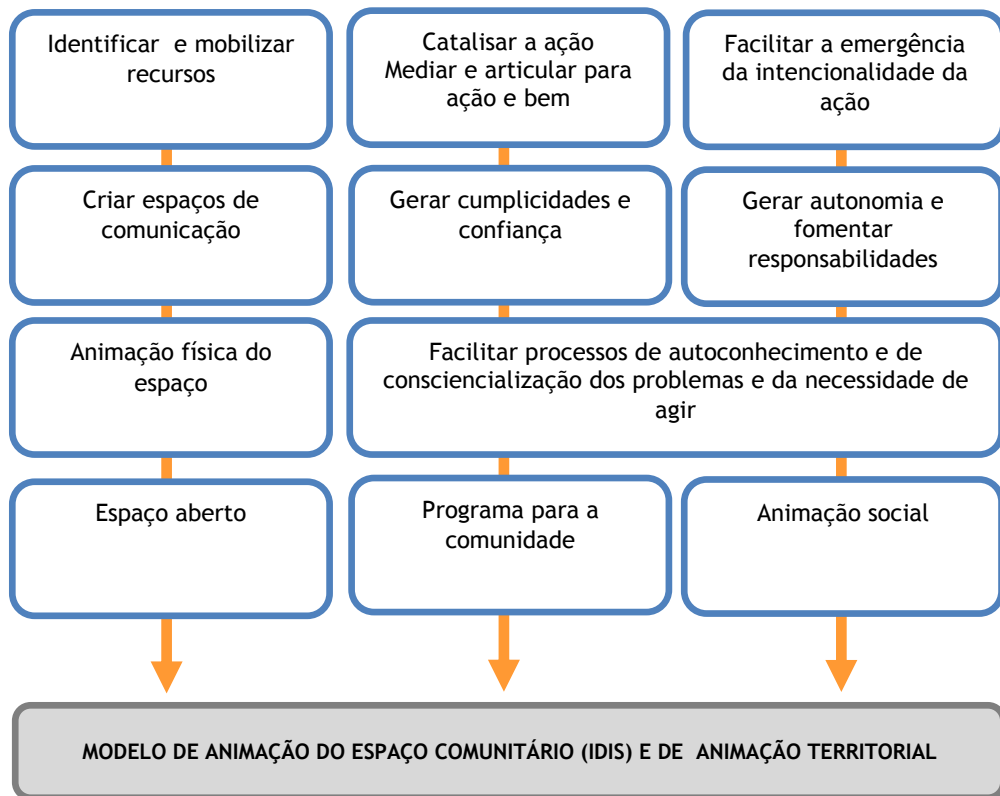 Identificar e mobilizar
recursos
Catalisar a ação
Mediar e articular para
ação e bem
Facilitar a emergência
da intencionalidade da
ação
Criar espaços de
comunicação
Gerar cumplicidades e
confiança
Gerar autonomia e
fomentar
responsabilidades
Animação física do
espaço
Facilitar processos de autoconhecimento e de
consciencialização dos problemas e da necessidade de
agir
Espaço aberto
Programa para a
comunidade
Animação social
MODELO DE ANIMAÇÃO DO ESPAÇO COMUNITÁRIO (IDIS) E DE ANIMAÇÃO TERRITORIAL